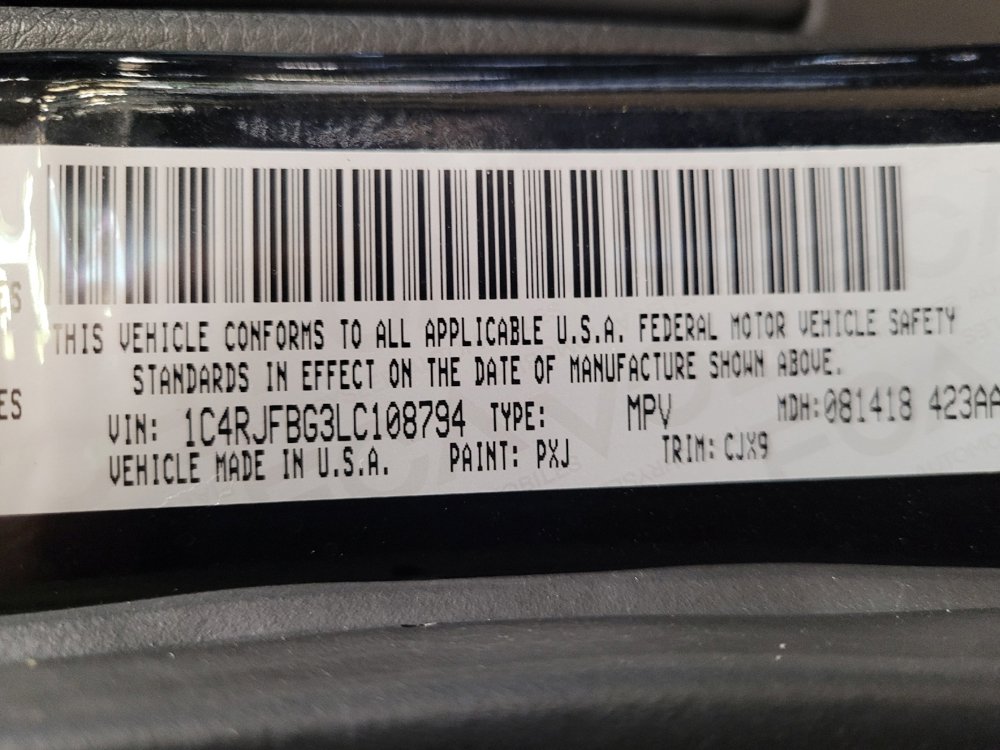 THIS VEHICLE CONFORMS TO ALL APPLICABLE U.S.A. FEDERAL MOTOR VEHICLE SAFETY
STANDARDS IN EFFECT ON THE DATE OF MANUFACTURE SHOWN ABOVE.
ES
VIN: 1C4RJFBG3LC108794 TYPE: MPV MDH:081418 423AA
VEHICLE MADE IN U.S.A. PAINT: PXJ TRIM: CJX9